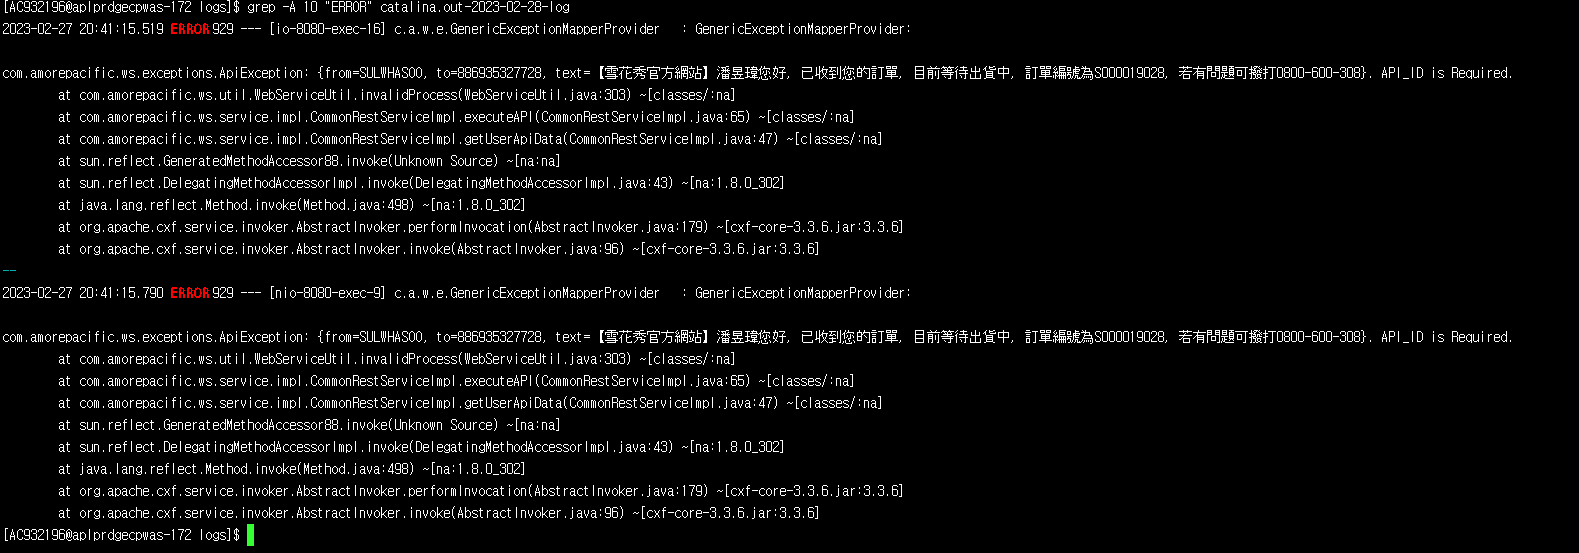 [AC932196@aplprdgecpwas-172 logs]$ grep -A 10 "ERROR" catalina.out-2023-02-28-log
2023-02-27 20:41:15.519 ERROR 929 --- [io-8080-exec-16] c.a.w.e.GenericExceptionMapperProvider   : GenericExceptionMapperProvider:
com.amorepacific.ws.exceptions.ApiException: {from=SULWHASOO, to=886935327728, text=【雪花秀官方網站】潘昱瑋您好, 已收到您的訂單, 目前等待出貨中, 訂單編號為S000019028, 若有問題可撥打0800-600-308}. API_ID is Required.
at com.amorepacific.ws.util.WebServiceUtil.invalidProcess(WebServiceUtil.java:303) ~[classes/:na]
at com.amorepacific.ws.service.impl.CommonRestServiceImpl.executeAPI(CommonRestServiceImpl.java:65) ~[classes/:na]
at com.amorepacific.ws.service.impl.CommonRestServiceImpl.getUserApiData(CommonRestServiceImpl.java:47) ~[classes/:na]
at sun.reflect.GeneratedMethodAccessor88.invoke(Unknown Source) ~[na:na]
at sun.reflect.DelegatingMethodAccessorImpl.invoke(DelegatingMethodAccessorImpl.java:43) ~[na:1.8.0_302]
at java.lang.reflect.Method.invoke(Method.java:498) ~[na:1.8.0_302]
at org.apache.cxf.service.invoker.AbstractInvoker.performInvocation(AbstractInvoker.java:179) ~[cxf-core-3.3.6.jar:3.3.6]
at org.apache.cxf.service.invoker.AbstractInvoker.invoke(AbstractInvoker.java:96) ~[cxf-core-3.3.6.jar:3.3.6]
--
2023-02-27 20:41:15.790 ERROR 929 --- [nio-8080-exec-9] c.a.w.e.GenericExceptionMapperProvider   : GenericExceptionMapperProvider:
com.amorepacific.ws.exceptions.ApiException: {from=SULWHASOO, to=886935327728, text=【雪花秀官方網站】潘昱瑋您好, 已收到您的訂單, 目前等待出貨中, 訂單編號為S000019028, 若有問題可撥打0800-600-308}. API_ID is Required.
at com.amorepacific.ws.util.WebServiceUtil.invalidProcess(WebServiceUtil.java:303) ~[classes/:na]
at com.amorepacific.ws.service.impl.CommonRestServiceImpl.executeAPI(CommonRestServiceImpl.java:65) ~[classes/:na]
at com.amorepacific.ws.service.impl.CommonRestServiceImpl.getUserApiData(CommonRestServiceImpl.java:47) ~[classes/:na]
at sun.reflect.GeneratedMethodAccessor88.invoke(Unknown Source) ~[na:na]
at sun.reflect.DelegatingMethodAccessorImpl.invoke(DelegatingMethodAccessorImpl.java:43) ~[na:1.8.0_302]
at java.lang.reflect.Method.invoke(Method.java:498) ~[na:1.8.0_302]
at org.apache.cxf.service.invoker.AbstractInvoker.performInvocation(AbstractInvoker.java:179) ~[cxf-core-3.3.6.jar:3.3.6]
at org.apache.cxf.service.invoker.AbstractInvoker.invoke(AbstractInvoker.java:96) ~[cxf-core-3.3.6.jar:3.3.6]
[AC932196@aplprdgecpwas-172 logs]$